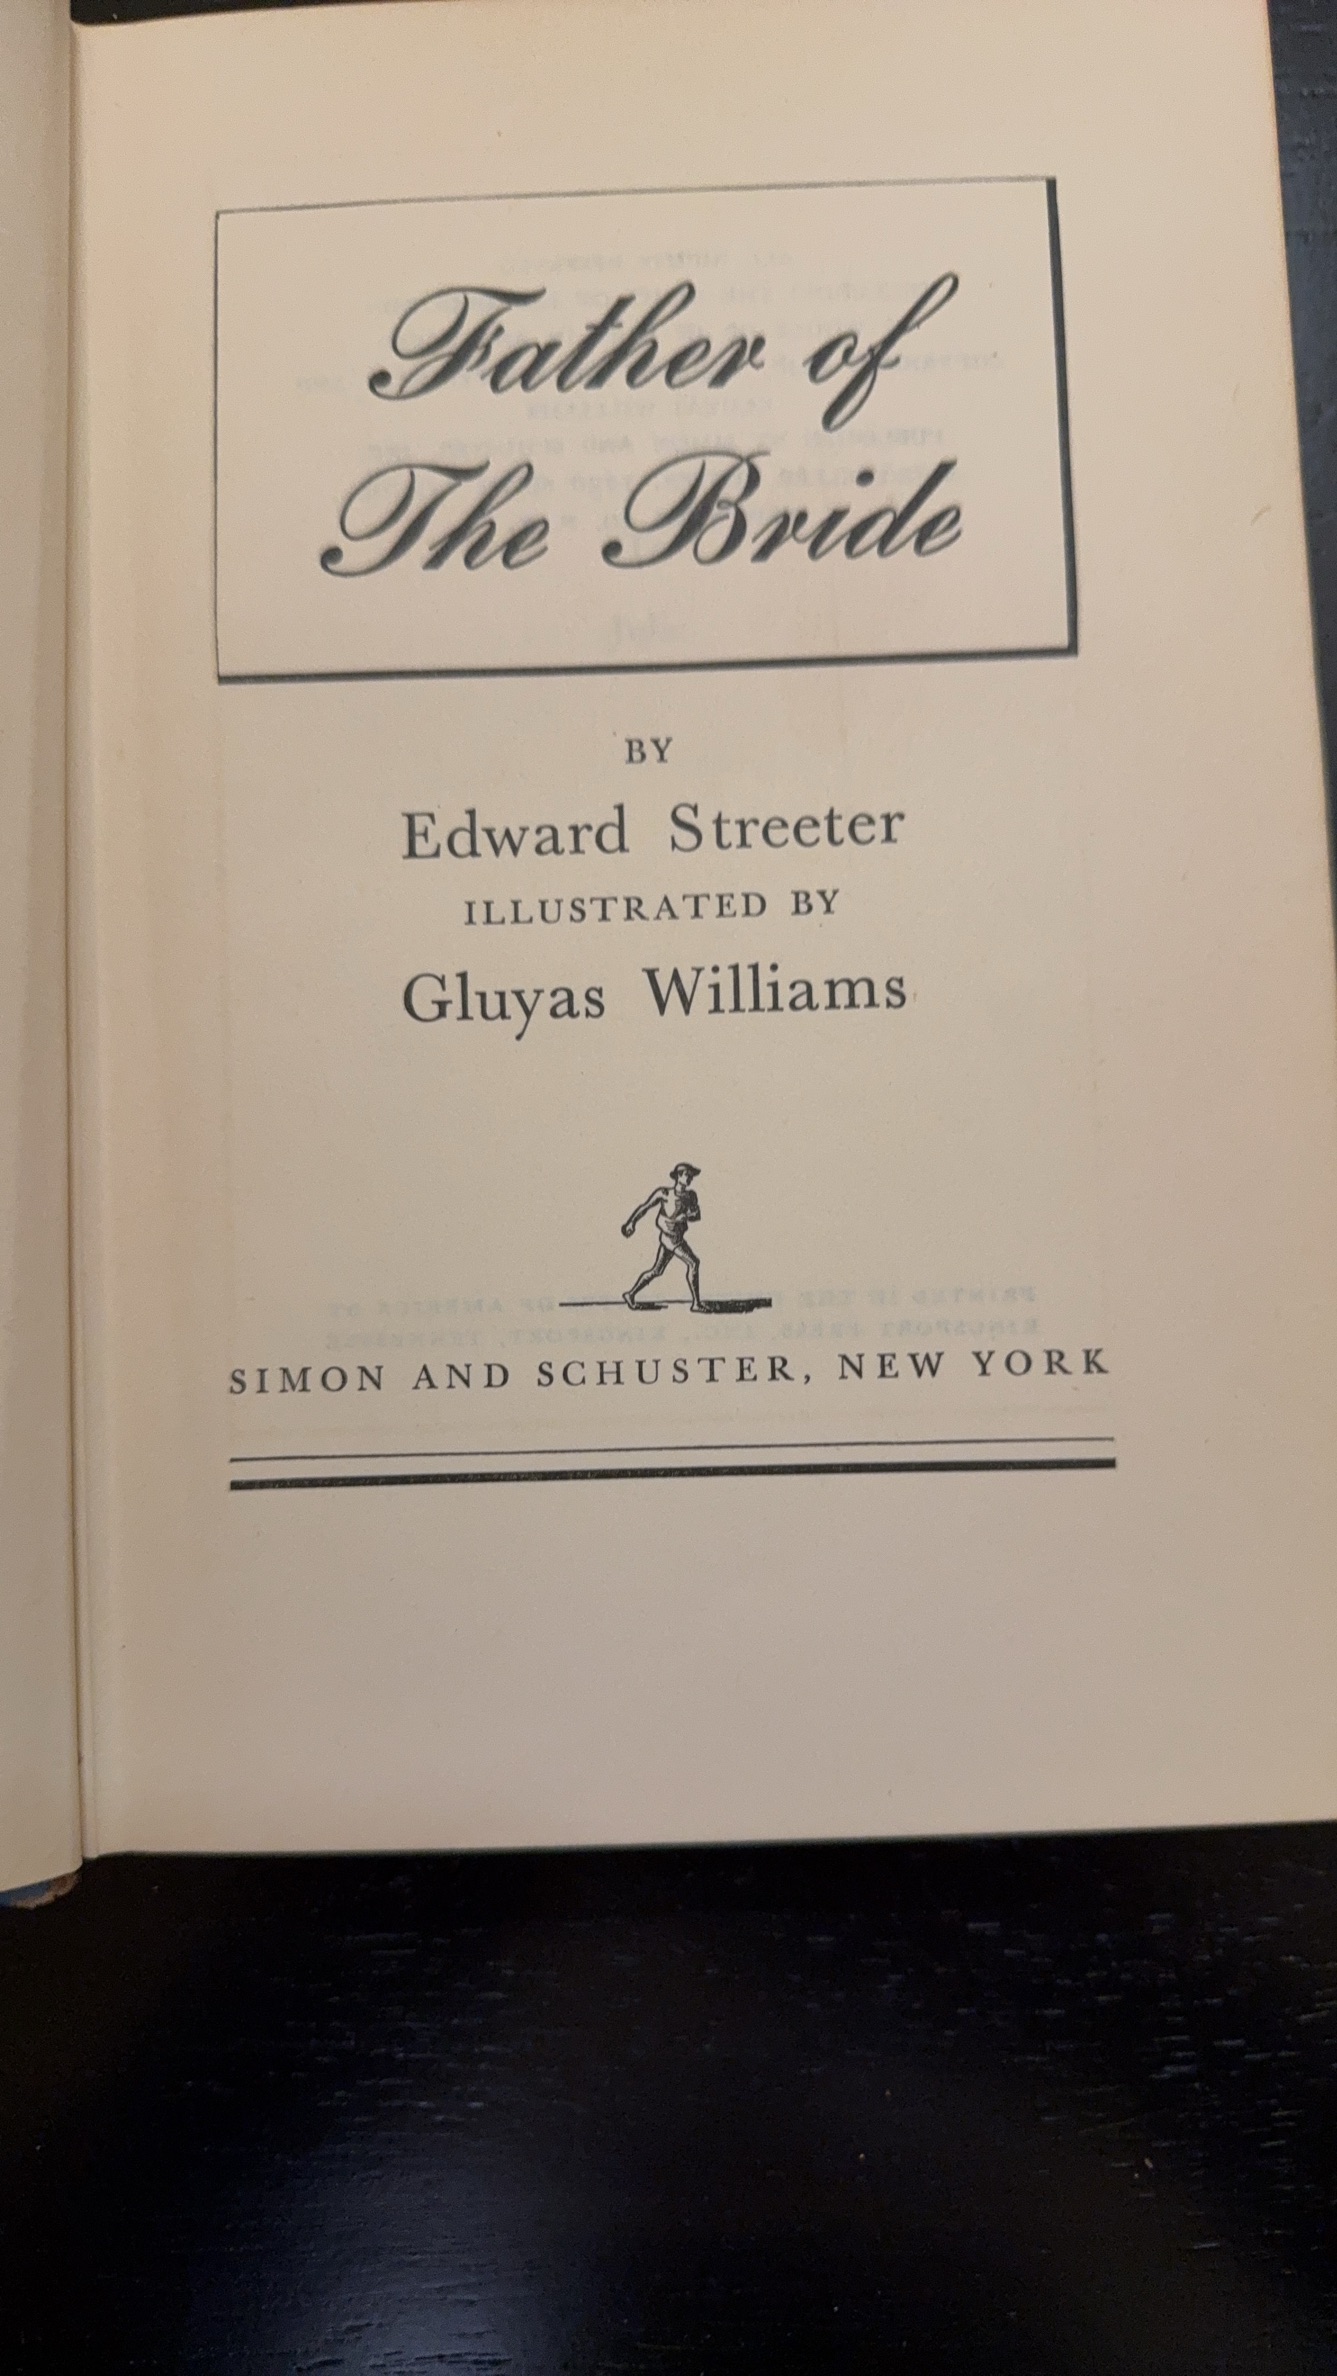 Father of
The Bride
BY
Edward Streeter
ILLUSTRATED BY
Gluyas Williams
SIMON AND SCHUSTER, NEW YORK